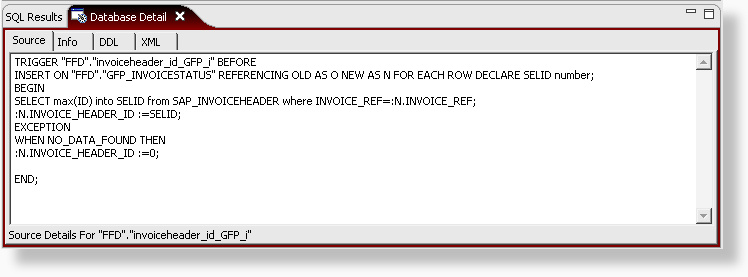 SQL Results Database Detail
Source Info DDL XML
TRIGGER "FFD"."invoiceheader_id_GFP_i" BEFORE
INSERT ON "FFD"."GFP_INVOICESTATUS" REFERENCING OLD AS O NEW AS N FOR EACH ROW DECLARE SELID number;
BEGIN
SELECT max(ID) into SELID from SAP_INVOICEHEADER where INVOICE_REF=:N.INVOICE_REF;
:N.INVOICE_HEADER_ID :=SELID;
EXCEPTION
WHEN NO_DATA_FOUND THEN
:N.INVOICE_HEADER_ID :=0;
END;
Source Details For "FFD"."invoiceheader_id_GFP_i"